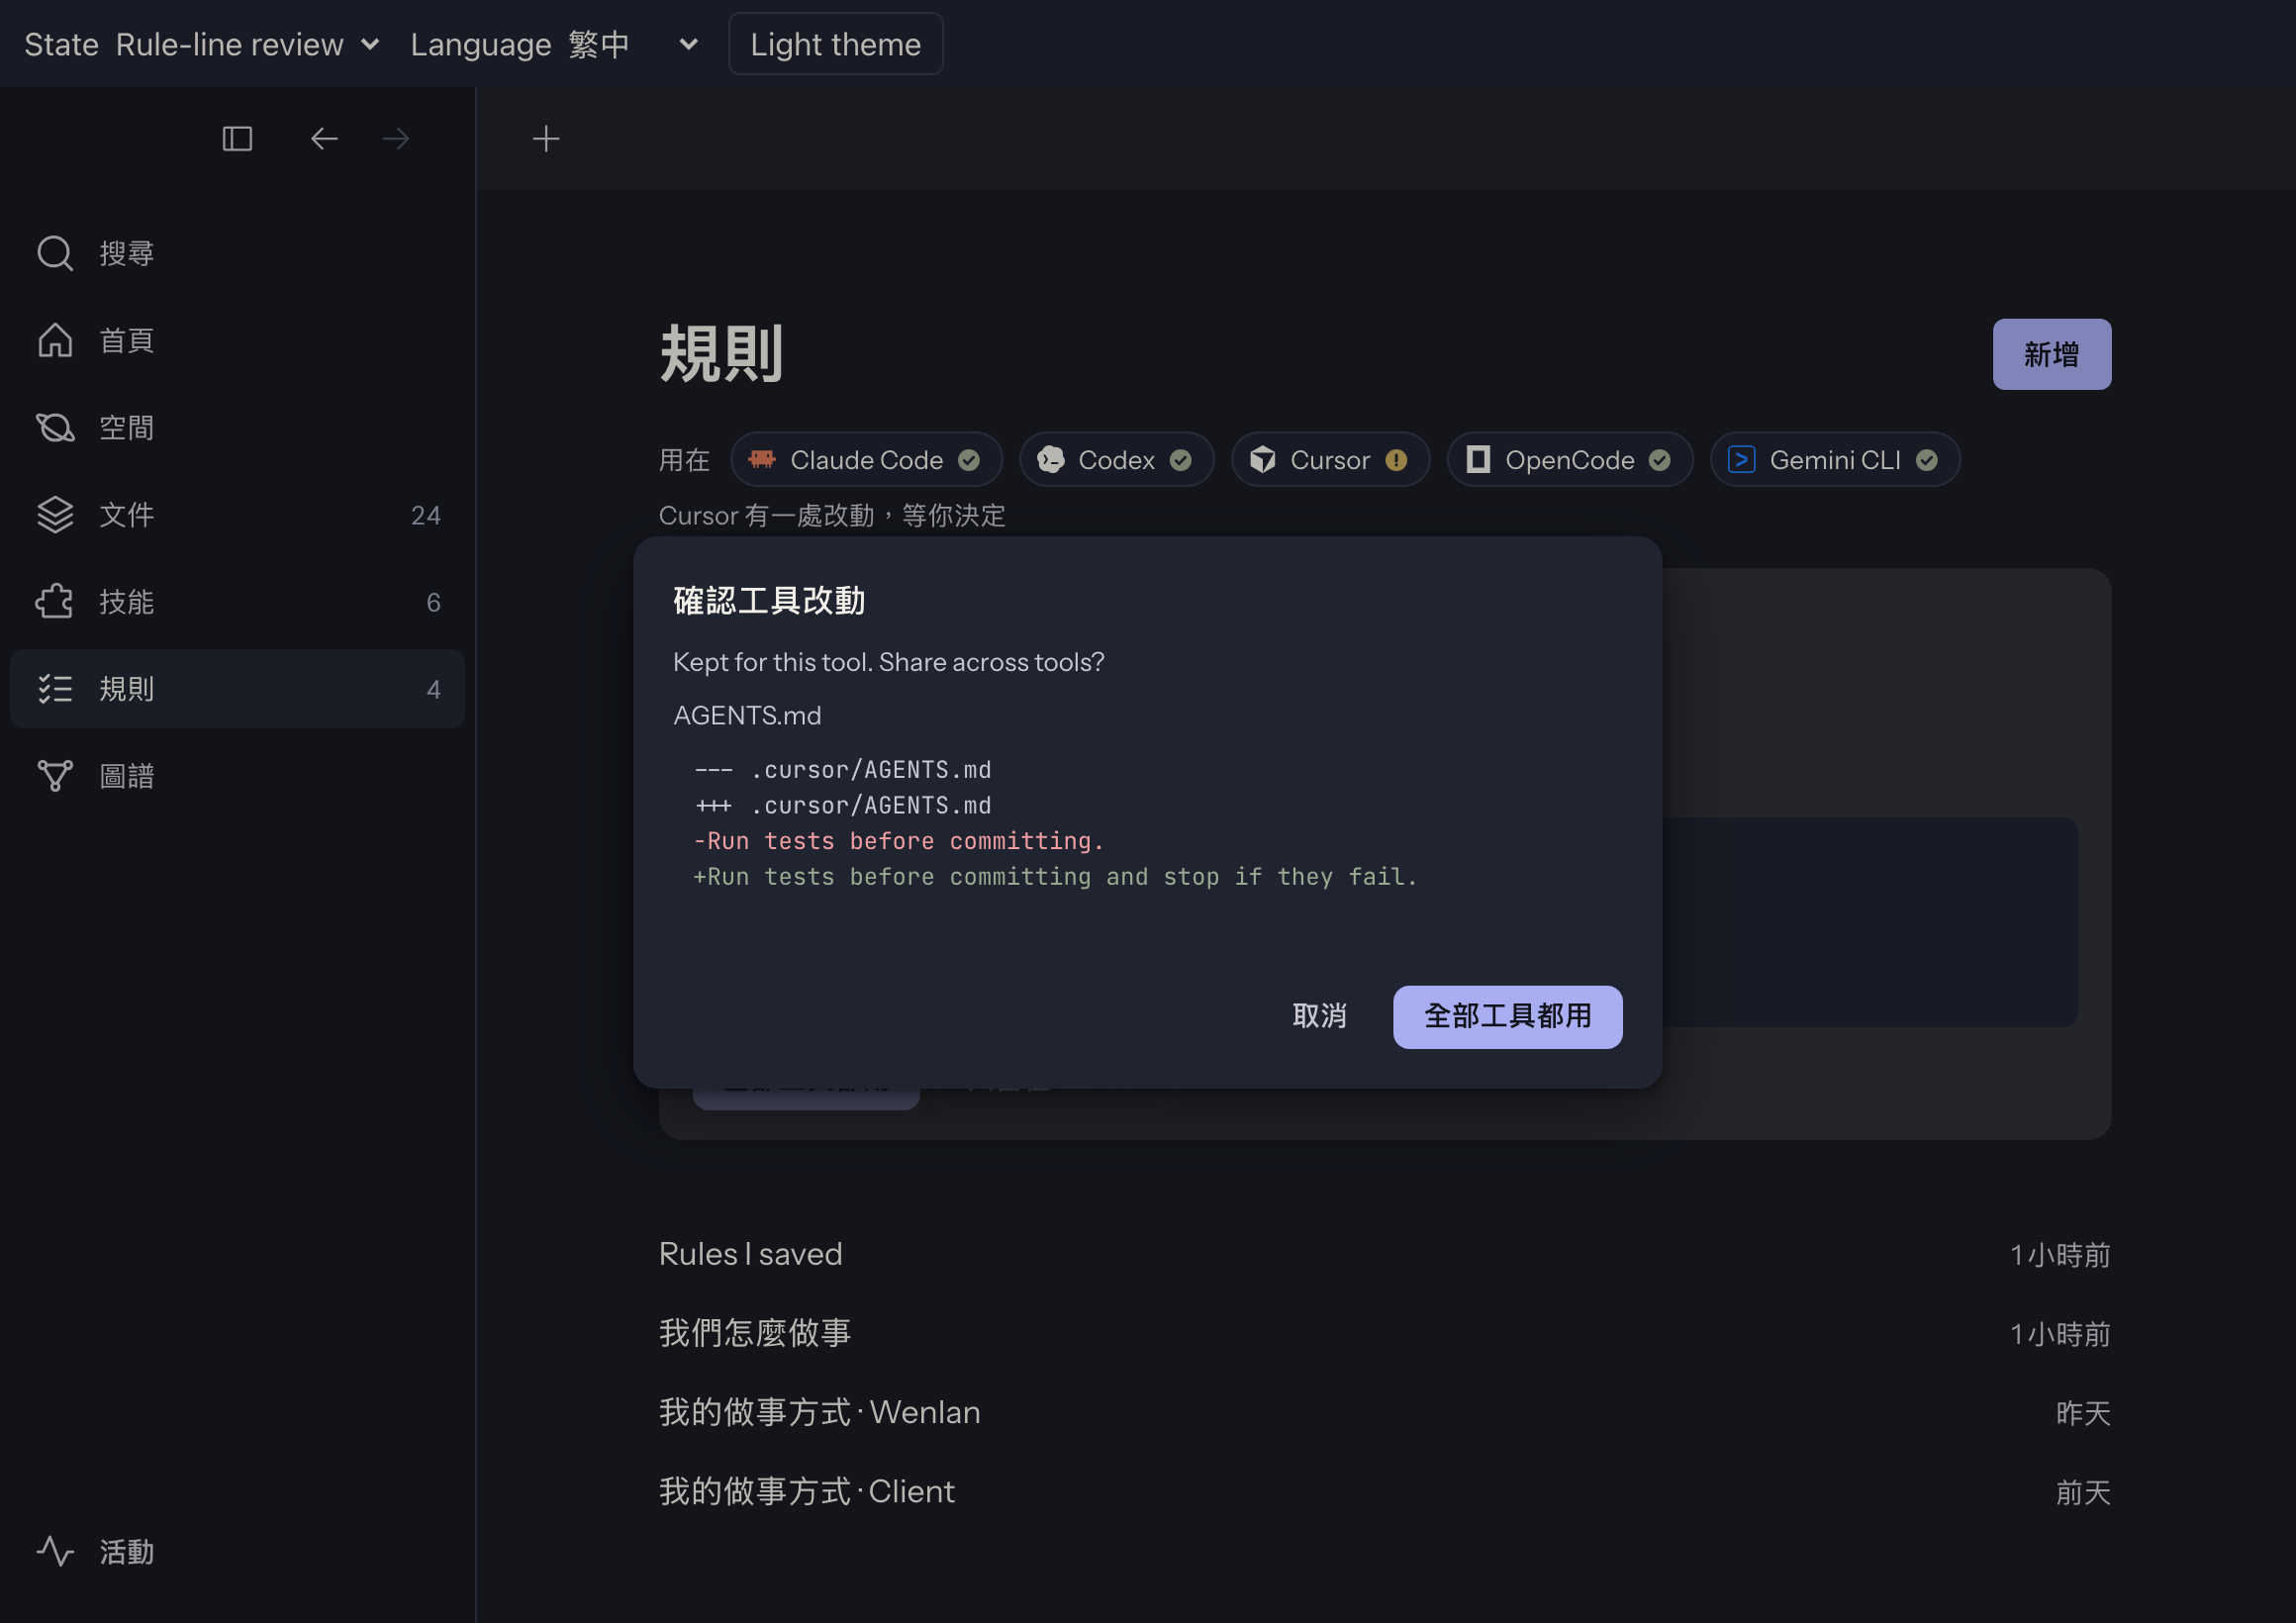 State Rule-line review Language 繁中 Light theme
搜尋
首頁
空間
文件 24
技能 6
規則 4
圖譜
活動
規則
新增
用在 Claude Code Codex Cursor OpenCode Gemini CLI
Cursor 有一處改動，等你決定
確認工具改動
Kept for this tool. Share across tools?
AGENTS.md
--- .cursor/AGENTS.md
+++ .cursor/AGENTS.md
-Run tests before committing.
+Run tests before committing and stop if they fail.
取消 全部工具都用
Rules I saved 1 小時前
我們怎麼做事 1 小時前
我的做事方式 · Wenlan 昨天
我的做事方式 · Client 前天